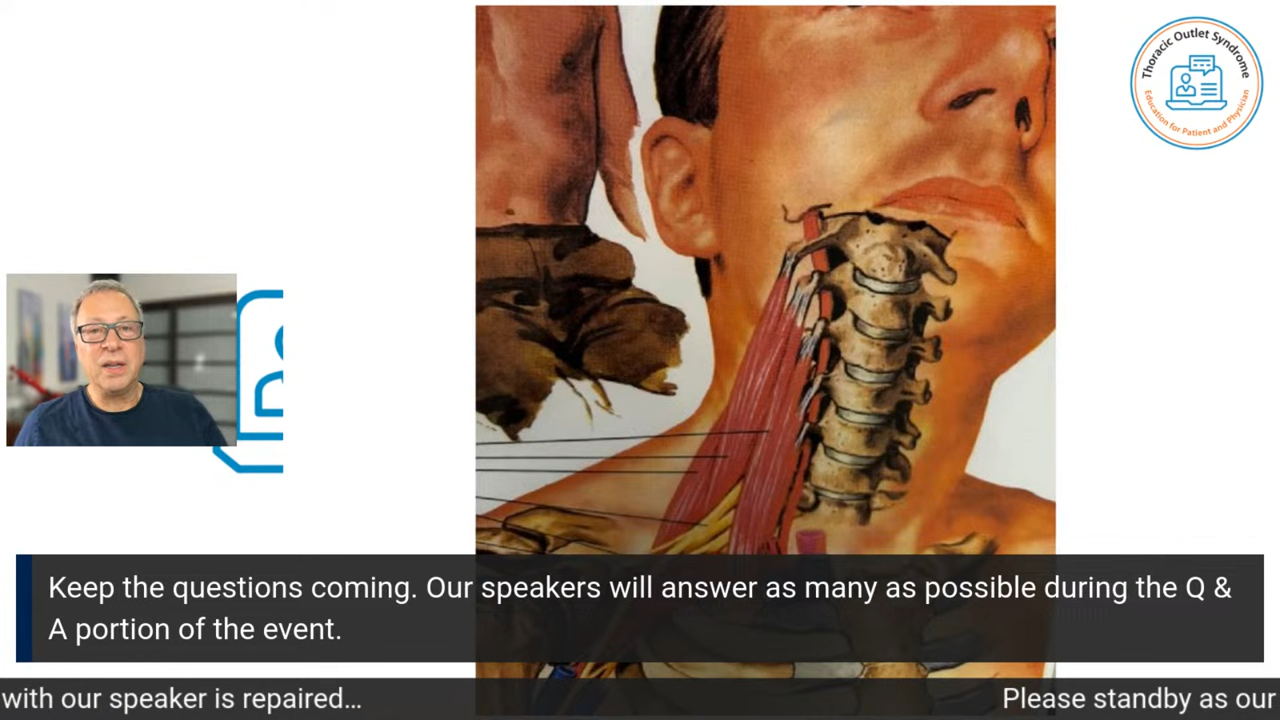 Thoracic Outlet Syndrome
Education for Patient and Physician
Keep the questions coming. Our speakers will answer as many as possible during the Q &
A portion of the event.
with our speaker is repaired... Please standby as our